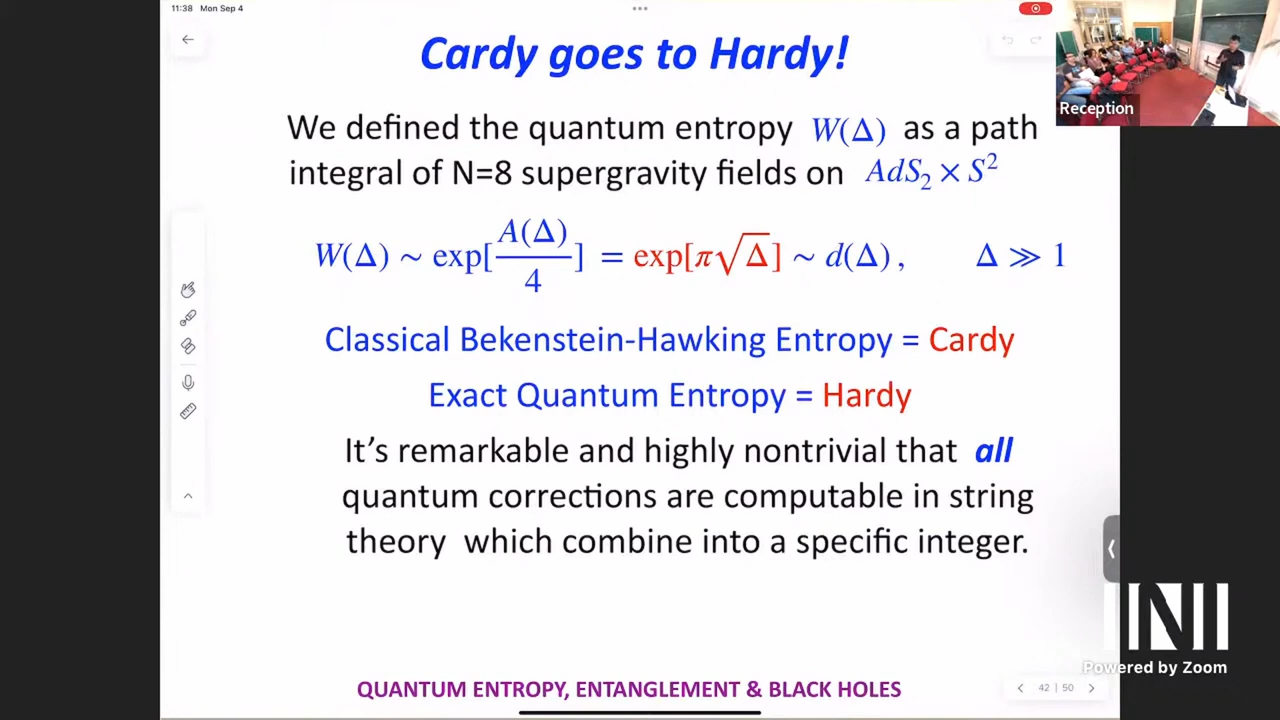 11:38 Mon Sep 4
Cardy goes to Hardy!
Reception
We defined the quantum entropy W(Δ) as a path
integral of N=8 supergravity fields on AdS₂ × S²
W(Δ) ∼ exp[A(Δ)/4] = exp[π√Δ] ∼ d(Δ), Δ ≫ 1
Classical Bekenstein-Hawking Entropy = Cardy
Exact Quantum Entropy = Hardy
It's remarkable and highly nontrivial that all
quantum corrections are computable in string
theory which combine into a specific integer.
INI
Powered by Zoom
QUANTUM ENTROPY, ENTANGLEMENT & BLACK HOLES
42 | 50